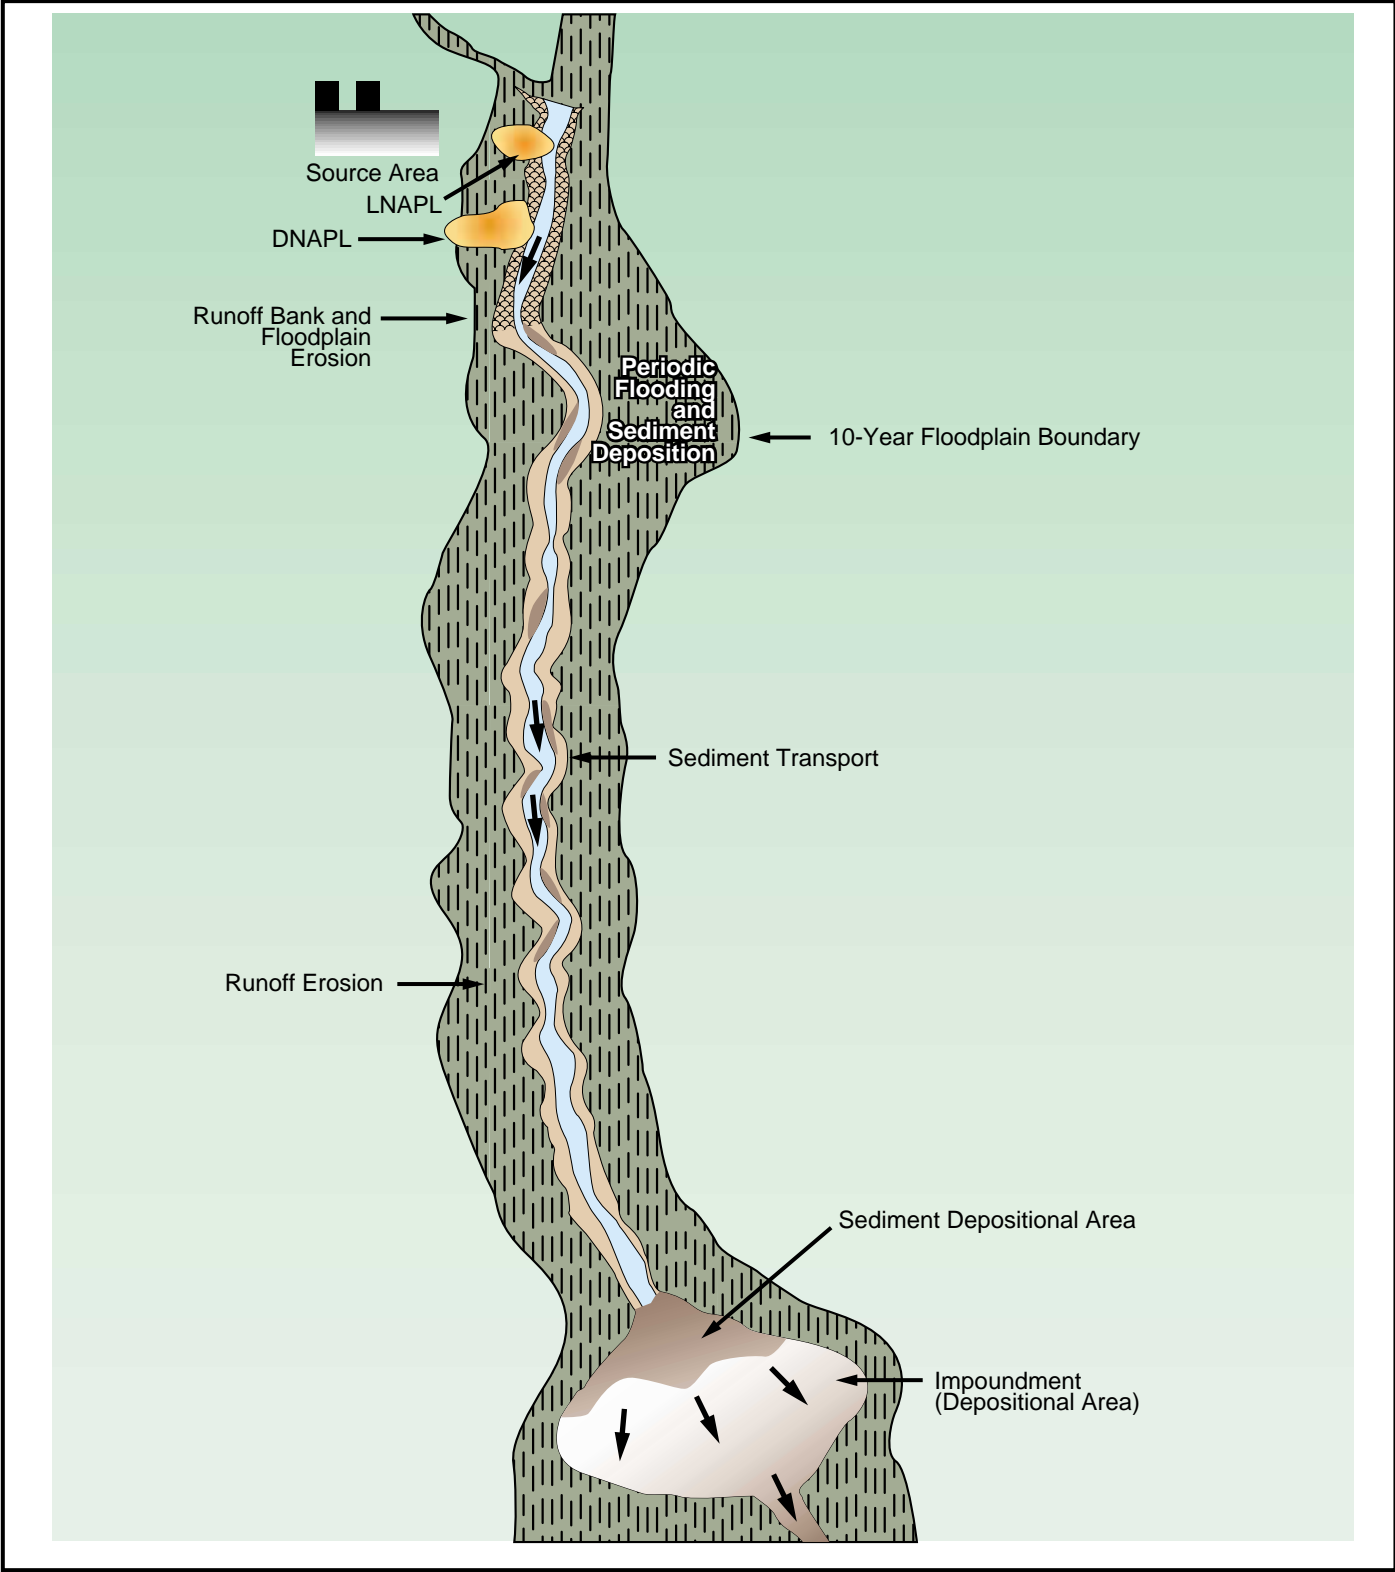 Source Area
LNAPL
DNAPL
Runoff Bank and
Floodplain
Erosion
Periodic
Flooding
and
Sediment
Deposition
10-Year Floodplain Boundary
Sediment Transport
Runoff Erosion
Sediment Depositional Area
Impoundment
(Depositional Area)